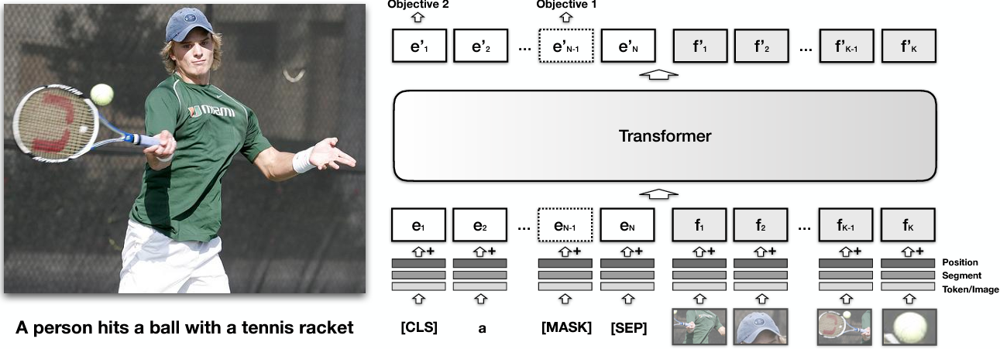 Objective 2 Objective 1
e'1 e'2 ... e'N-1 e'N f'1 f'2 ... f'K-1 f'K
MIAMI
Transformer
e1 e2 ... eN-1 eN f1 f2 ... fK-1 fK
+ + + + + + + +
Position
Segment
Token/Image
A person hits a ball with a tennis racket
[CLS] a [MASK] [SEP]